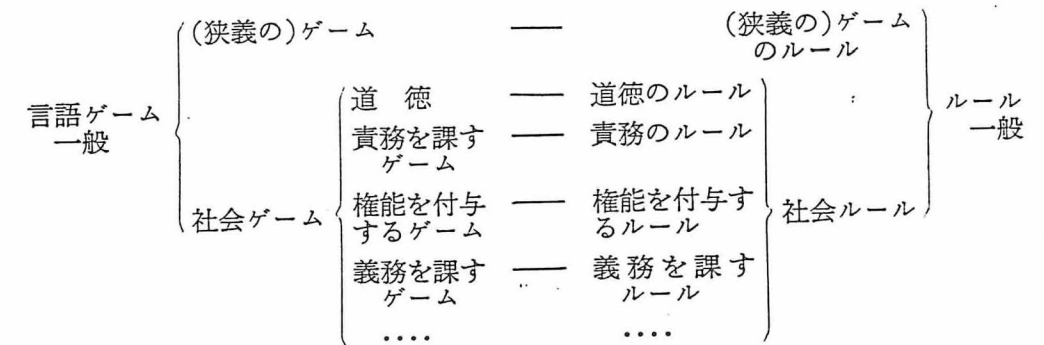 (狭義の)ゲーム ― (狭義の)ゲーム
のルール
言語ゲーム
一般
道 徳 ― 道徳のルール
責務を課す ― 責務のルール
ゲーム
社会ゲーム
権能を付与 ― 権能を付与す
するゲーム るルール
義務を課す ― 義務を課す
ゲーム ルール
‥‥ ‥‥
社会ルール
ルール
一般